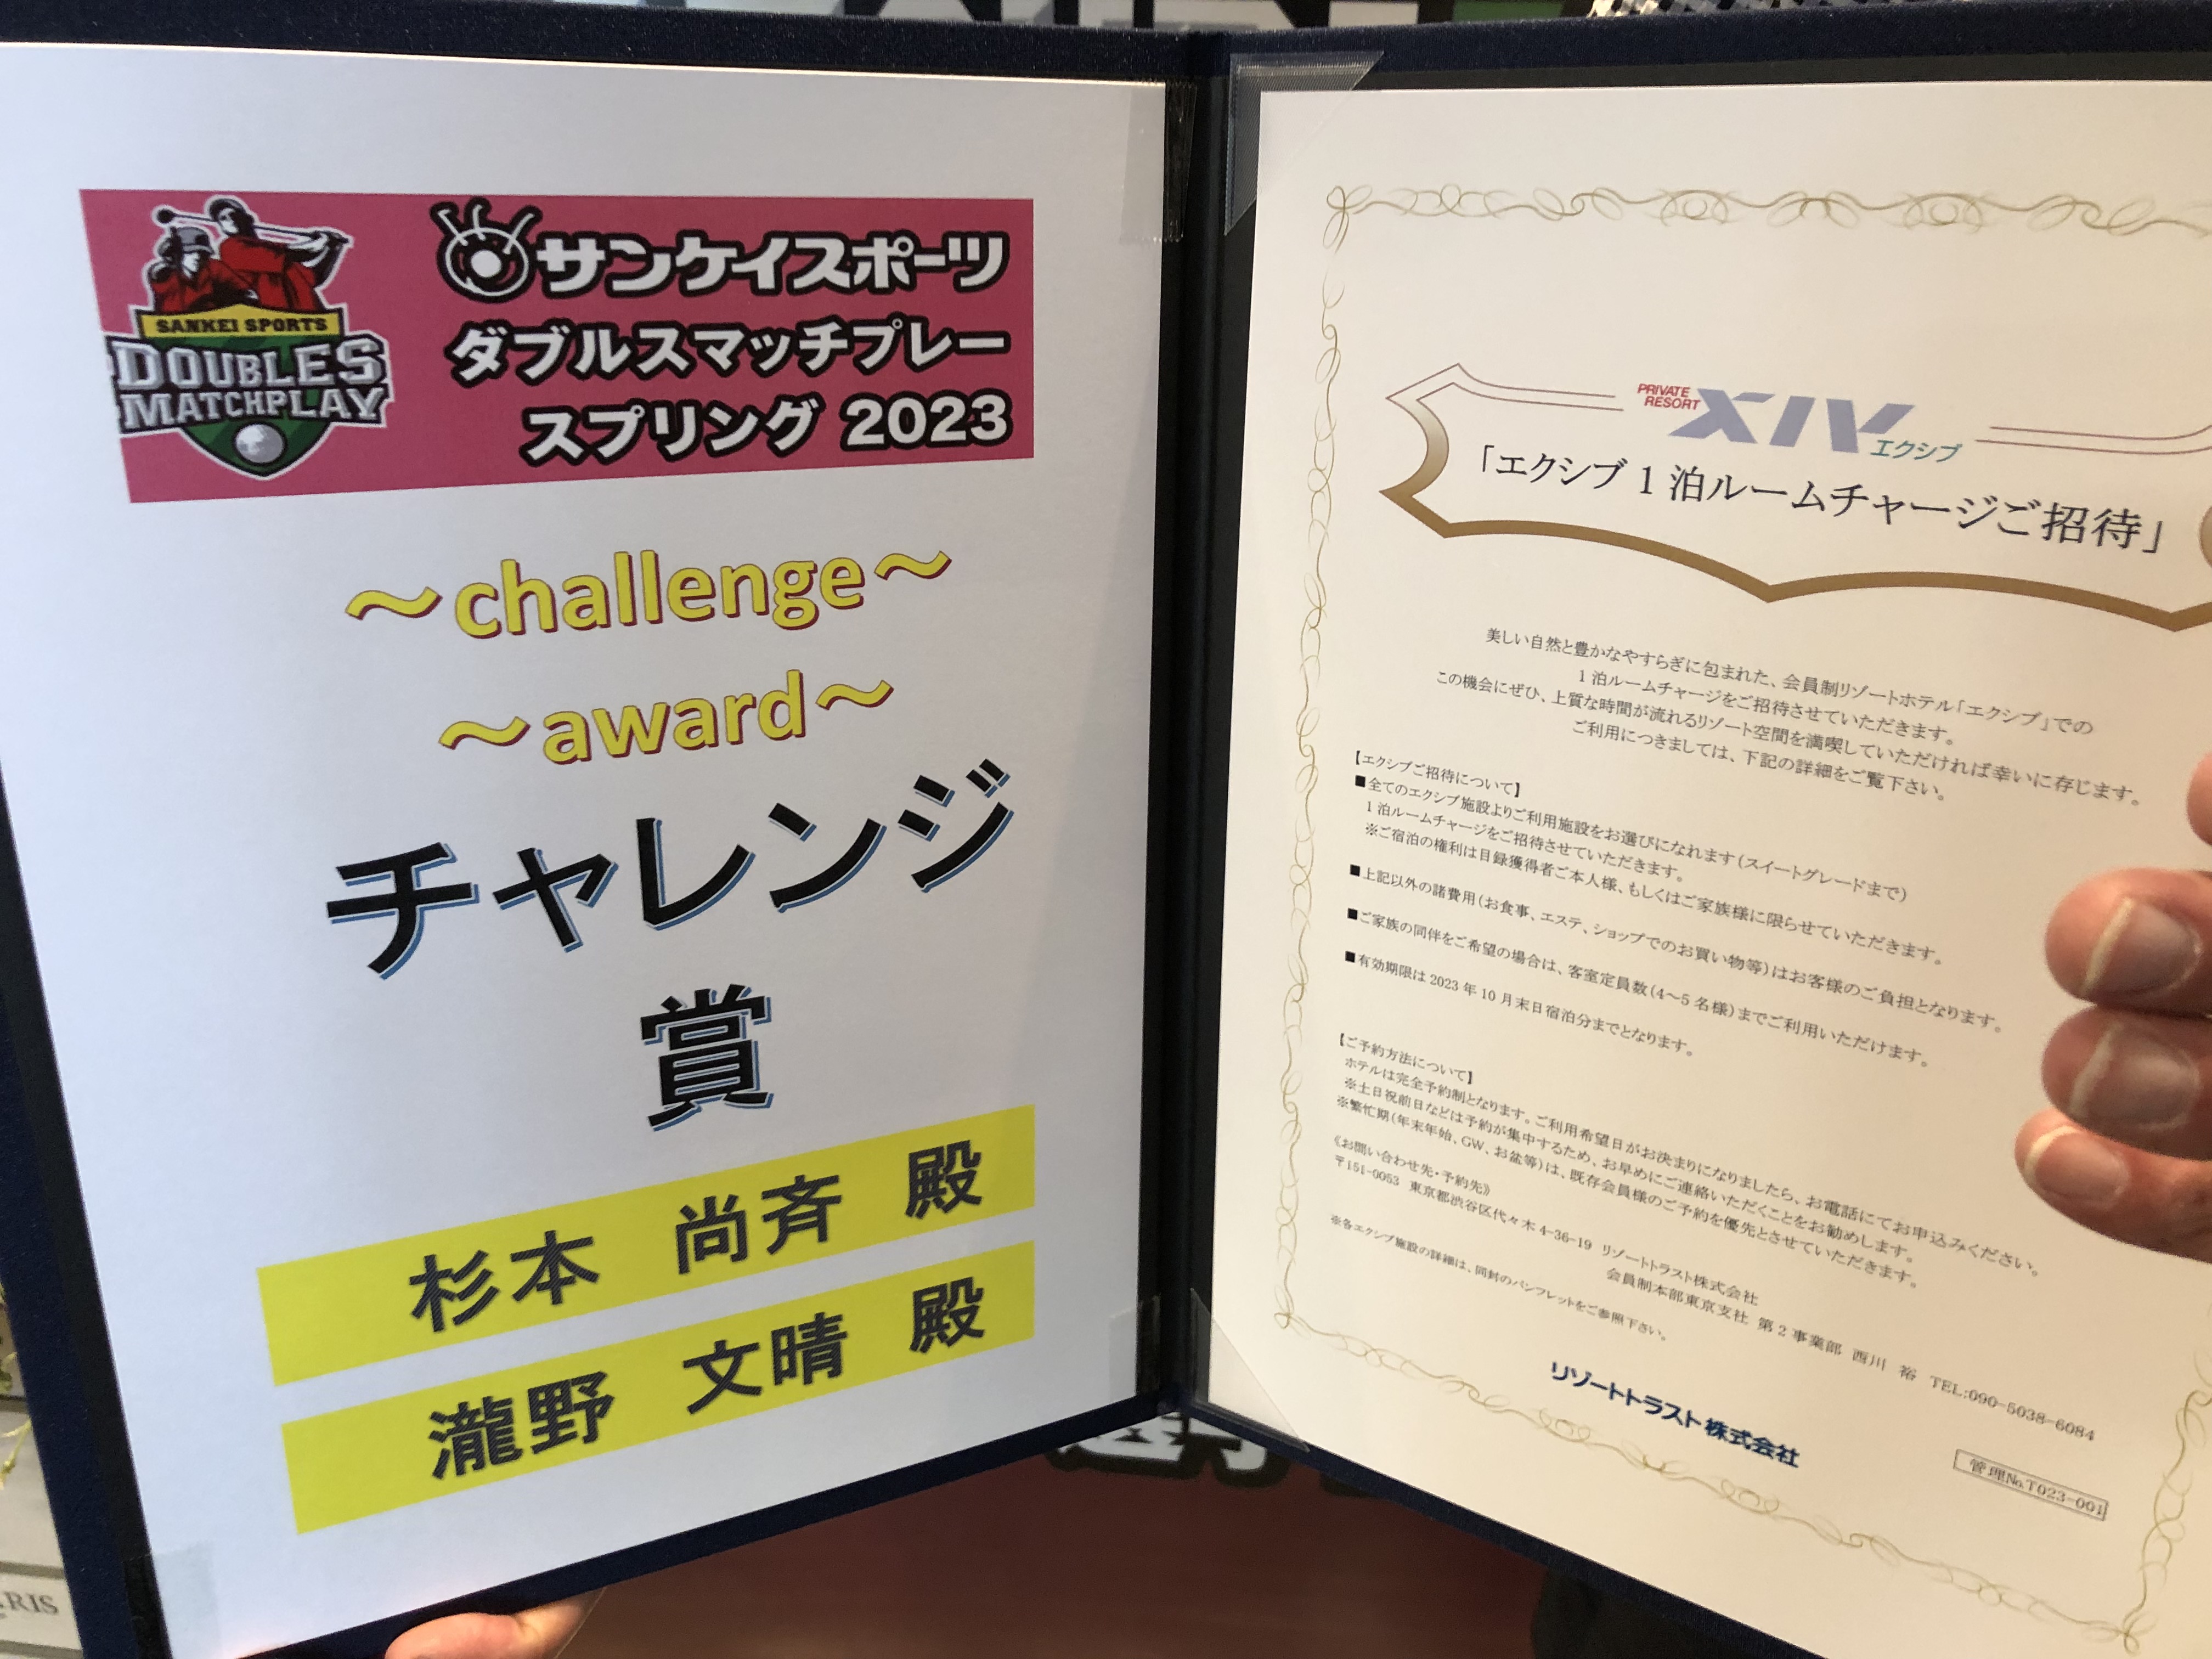 SANKEI SPORTS
DOUBLES
MATCHPLAY
サンケイスポーツ
ダブルスマッチプレー
スプリング 2023
～challenge～
～award～
チャレンジ
賞
杉本 尚斉 殿
瀧野 文晴 殿
PRIVATE
RESORT
XIV
エクシブ
「エクシブ 1 泊ルームチャージご招待」
美しい自然と豊かなやすらぎに包まれた、会員制リゾートホテル「エクシブ」での
1 泊ルームチャージをご招待させていただきます。
この機会にぜひ、上質な時間が流れるリゾート空間を満喫していただければ幸いに存じます。
ご利用につきましては、下記の詳細をご覧下さい。
【エクシブご招待について】
■全てのエクシブ施設よりご利用施設をお選びになれます(スイートグレードまで)
1 泊ルームチャージをご招待させていただきます。
※ご宿泊の権利は目録獲得者ご本人様、もしくはご家族様に限らせていただきます。
■上記以外の諸費用(お食事、エステ、ショップでのお買い物等)はお客様のご負担となります。
■ご家族の同伴をご希望の場合は、客室定員数(4～5 名様)までご利用いただけます。
■有効期限は 2023 年 10 月末日宿泊分までとなります。
【ご予約方法について】
ホテルは完全予約制となります。ご利用希望日がお決まりになりましたら、お電話にてお申込みください。
※土日祝前日などは予約が集中するため、お早めにご連絡いただくことをお勧めします。
※繁忙期(年末年始、GW、お盆等)は、既存会員様のご予約を優先とさせていただきます。
《お問い合わせ先・予約先》
〒151-0053 東京都渋谷区代々木 4-36-19 リゾートトラスト株式会社
会員制本部東京支社 第 2 事業部 西川 裕 TEL:090-5038-6084
※各エクシブ施設の詳細は、同封のパンフレットをご参照下さい。
リゾートトラスト株式会社
管理No.T023-001
RIS